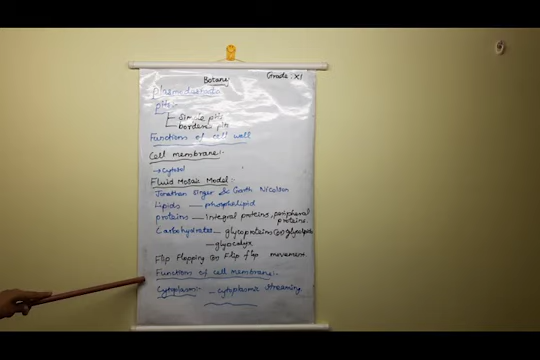 Botany Grade - XI
Plasmodesmata
pits :-
simple pits
bordered pits
Functions of cell wall
Cell membrane :-
→ Cytosol
Fluid Mosaic Model :-
Jonathan Singer & Garth Nicolson
Lipids — phospholipid
proteins — Integral proteins, peripheral
proteins.
Carbohydrates — glycoproteins (or) glycolipids
— glycocalyx
Flip Flopping (or) Flip flop movement.
Functions of cell membrane :-
Cytoplasm :- — cytoplasmic streaming